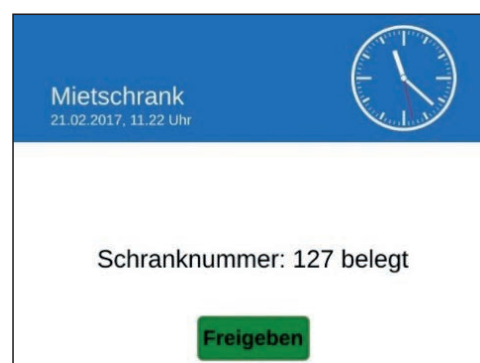 Mietschrank
21.02.2017, 11.22 Uhr
Schranknummer: 127 belegt
Freigeben